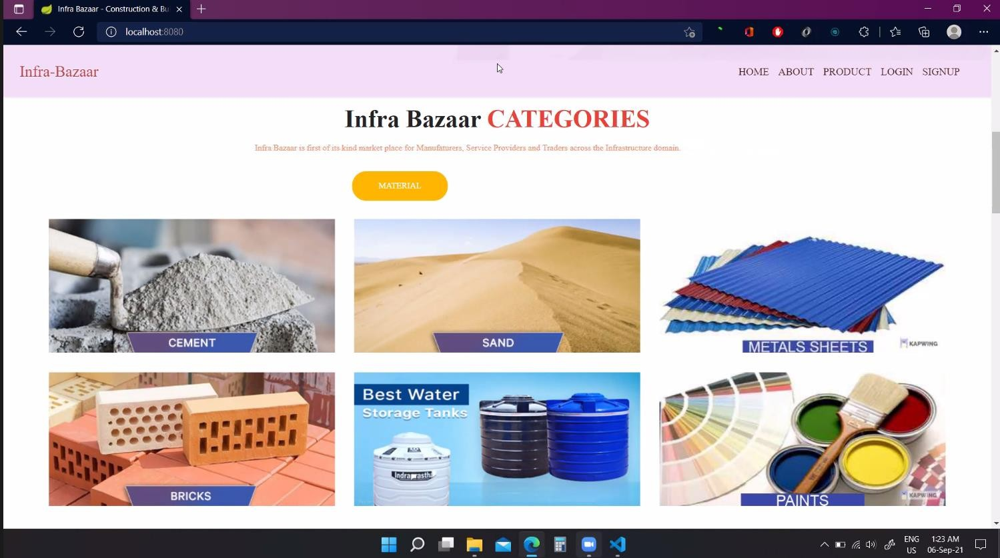 Infra Bazaar - Construction & Bu
localhost:8080
Infra-Bazaar
HOME ABOUT PRODUCT LOGIN SIGNUP
Infra Bazaar CATEGORIES
Infra Bazaar is first of its kind market place for Manufaturers, Service Providers and Traders across the Infrastructure domain.
MATERIAL
CEMENT
SAND
METALS SHEETS
KAPWING
BRICKS
Best Water
Storage Tanks
Indraprastha
PAINTS
KAPWING
ENG
US
1:23 AM
06-Sep-21